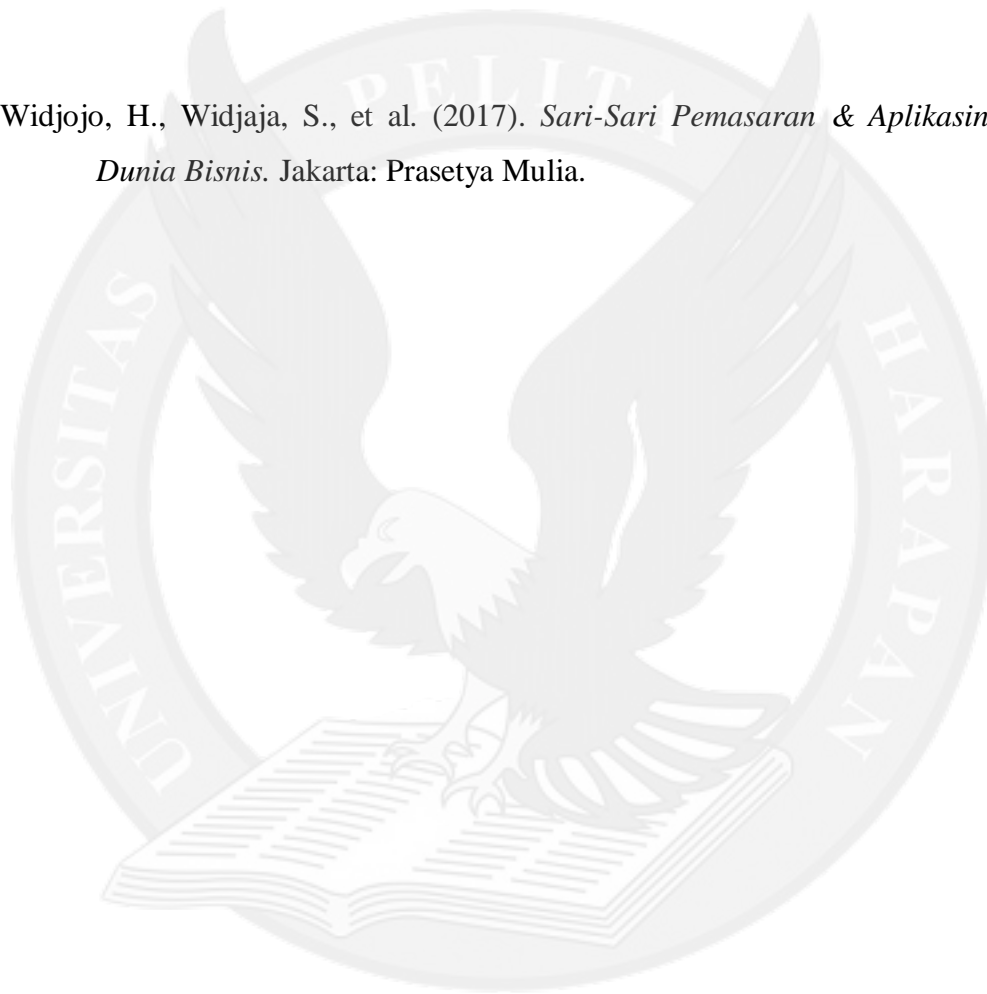 Widjojo, H., Widjaja, S., et al. (2017). Sari-Sari Pemasaran & Aplikasin
Dunia Bisnis. Jakarta: Prasetya Mulia.
UNIVERSITAS PELITA HARAPAN